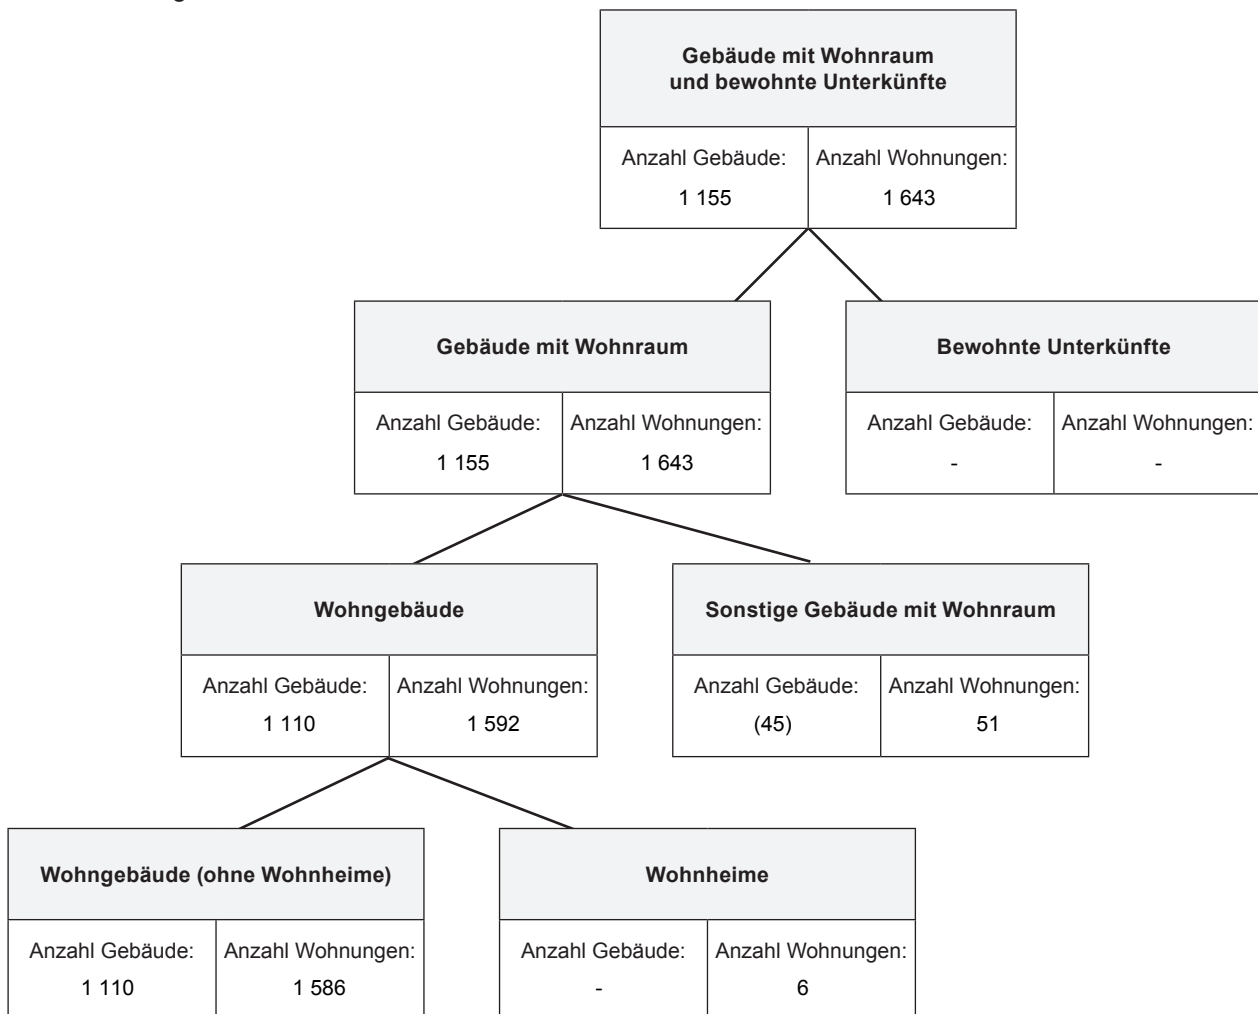 Gebäude mit Wohnraum
und bewohnte Unterkünfte
Anzahl Gebäude: Anzahl Wohnungen:
1 155 1 643
Gebäude mit Wohnraum
Anzahl Gebäude: Anzahl Wohnungen:
1 155 1 643
Bewohnte Unterkünfte
Anzahl Gebäude: Anzahl Wohnungen:
- -
Wohngebäude
Anzahl Gebäude: Anzahl Wohnungen:
1 110 1 592
Sonstige Gebäude mit Wohnraum
Anzahl Gebäude: Anzahl Wohnungen:
(45) 51
Wohngebäude (ohne Wohnheime)
Anzahl Gebäude: Anzahl Wohnungen:
1 110 1 586
Wohnheime
Anzahl Gebäude: Anzahl Wohnungen:
- 6